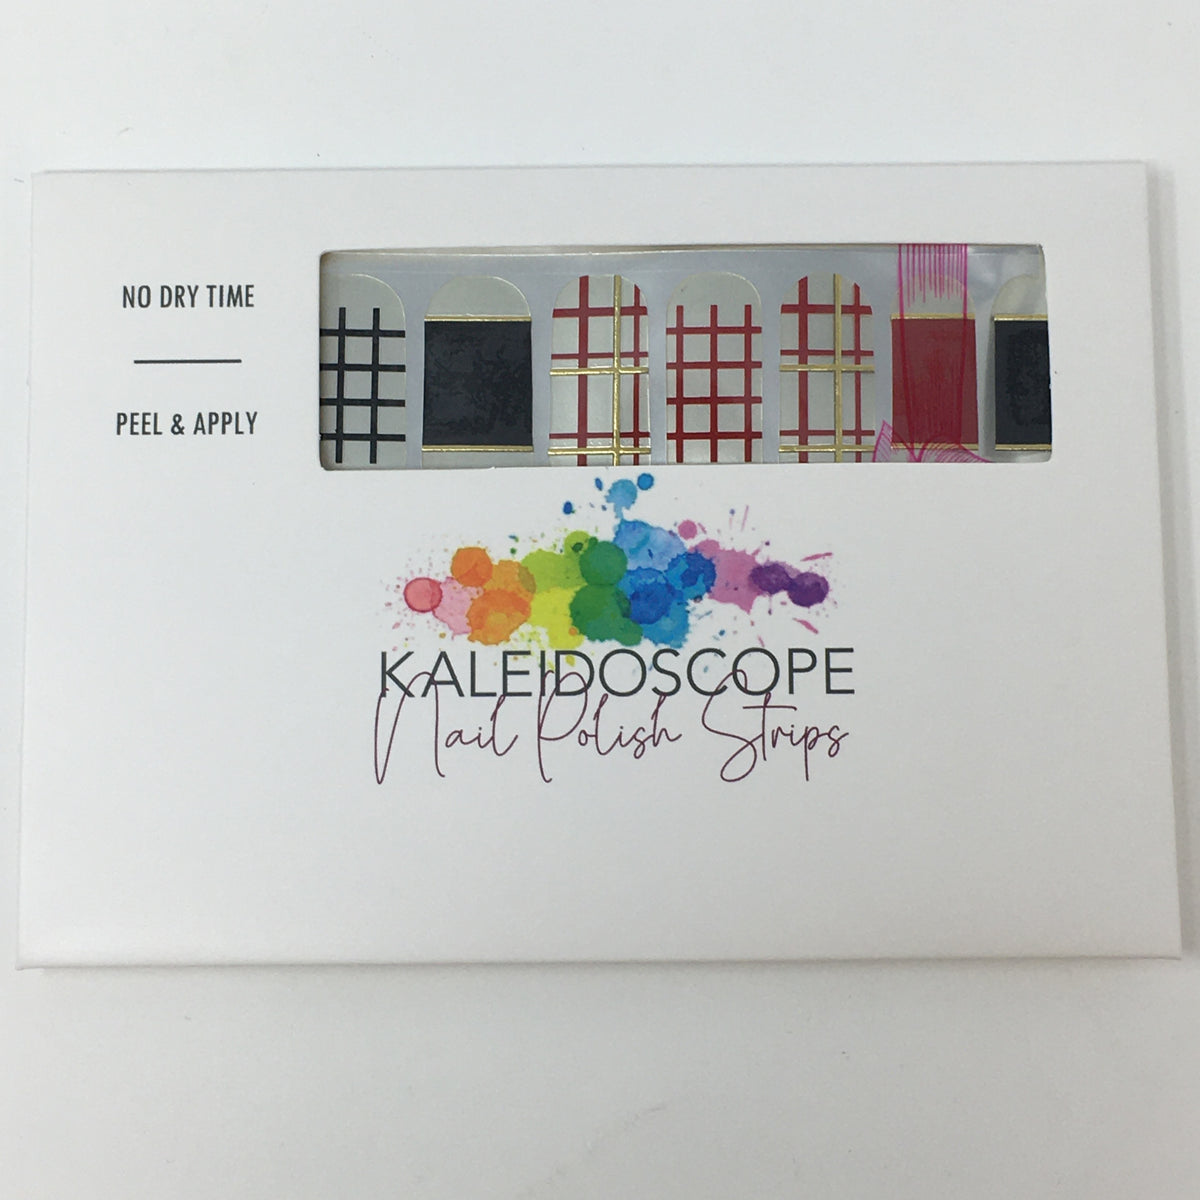 NO DRY TIME
PEEL & APPLY
KALEIDOSCOPE
Nail Polish Strips